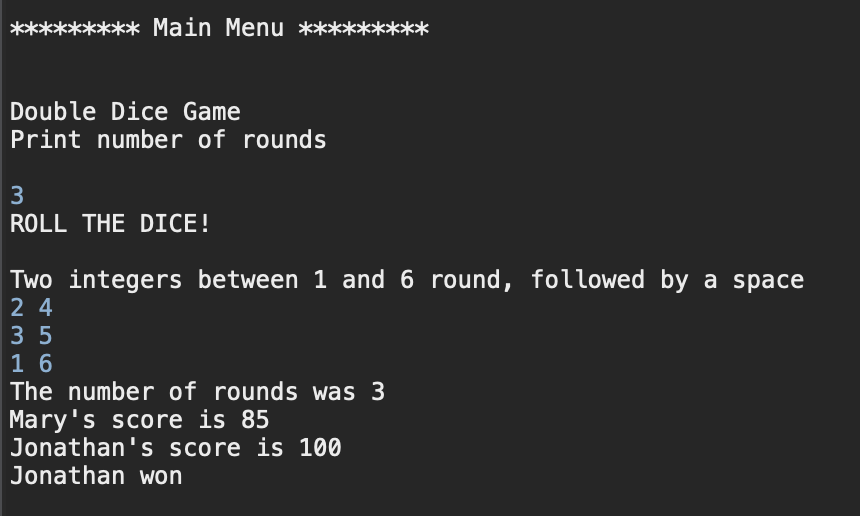 ********* Main Menu *********
Double Dice Game
Print number of rounds
3
ROLL THE DICE!
Two integers between 1 and 6 round, followed by a space
2 4
3 5
1 6
The number of rounds was 3
Mary's score is 85
Jonathan's score is 100
Jonathan won